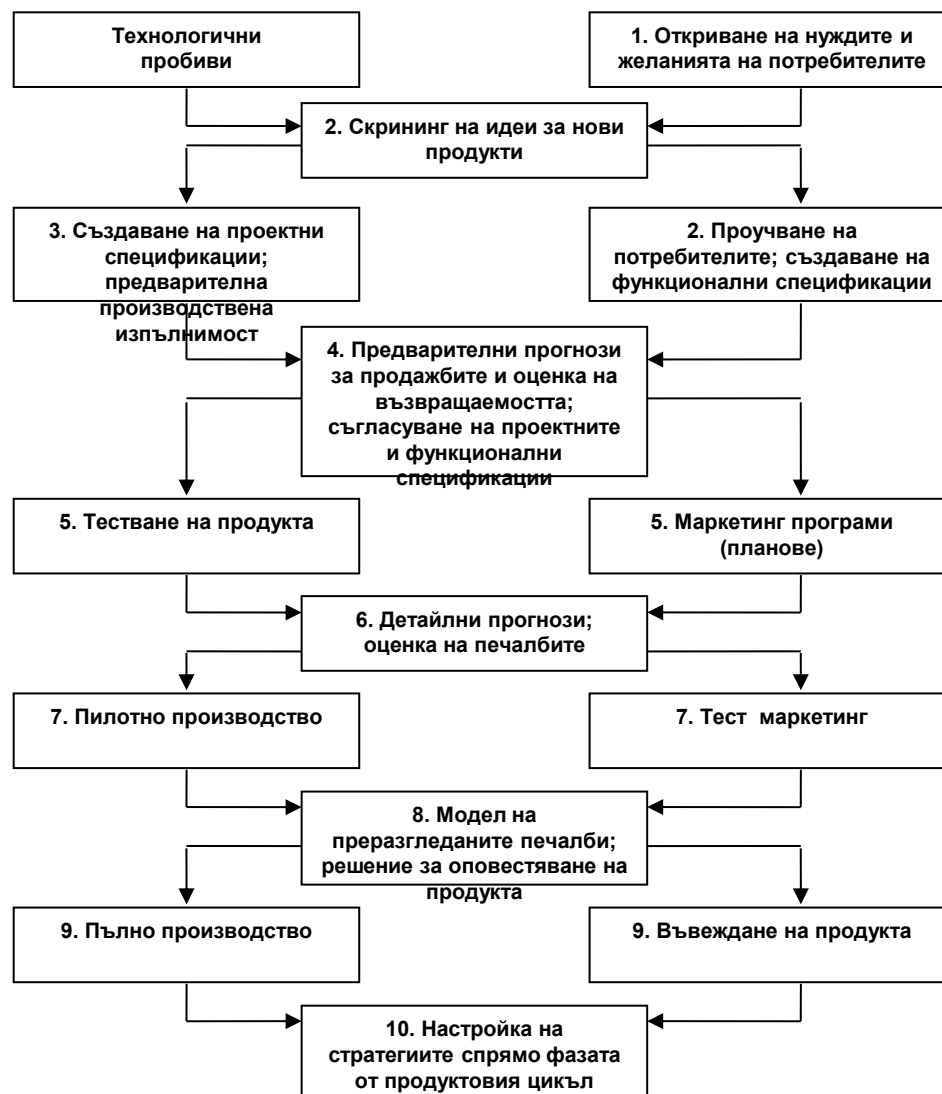 Технологични
пробиви
1. Откриване на нуждите и
желанията на потребителите
2. Скрининг на идеи за нови
продукти
3. Създаване на проектни
спецификации;
предварителна
производствена
изпълнимост
2. Проучване на
потребителите; създаване на
функционални спецификации
4. Предварителни прогнози
за продажбите и оценка на
възвращаемостта;
съгласуване на проектните
и функционални
спецификации
5. Тестване на продукта
5. Маркетинг програми
(планове)
6. Детайлни прогнози;
оценка на печалбите
7. Пилотно производство
7. Тест маркетинг
8. Модел на
преразгледаните печалби;
решение за оповестяване на
продукта
9. Пълно производство
9. Въвеждане на продукта
10. Настройка на
стратегиите спрямо фазата
от продуктовия цикъл